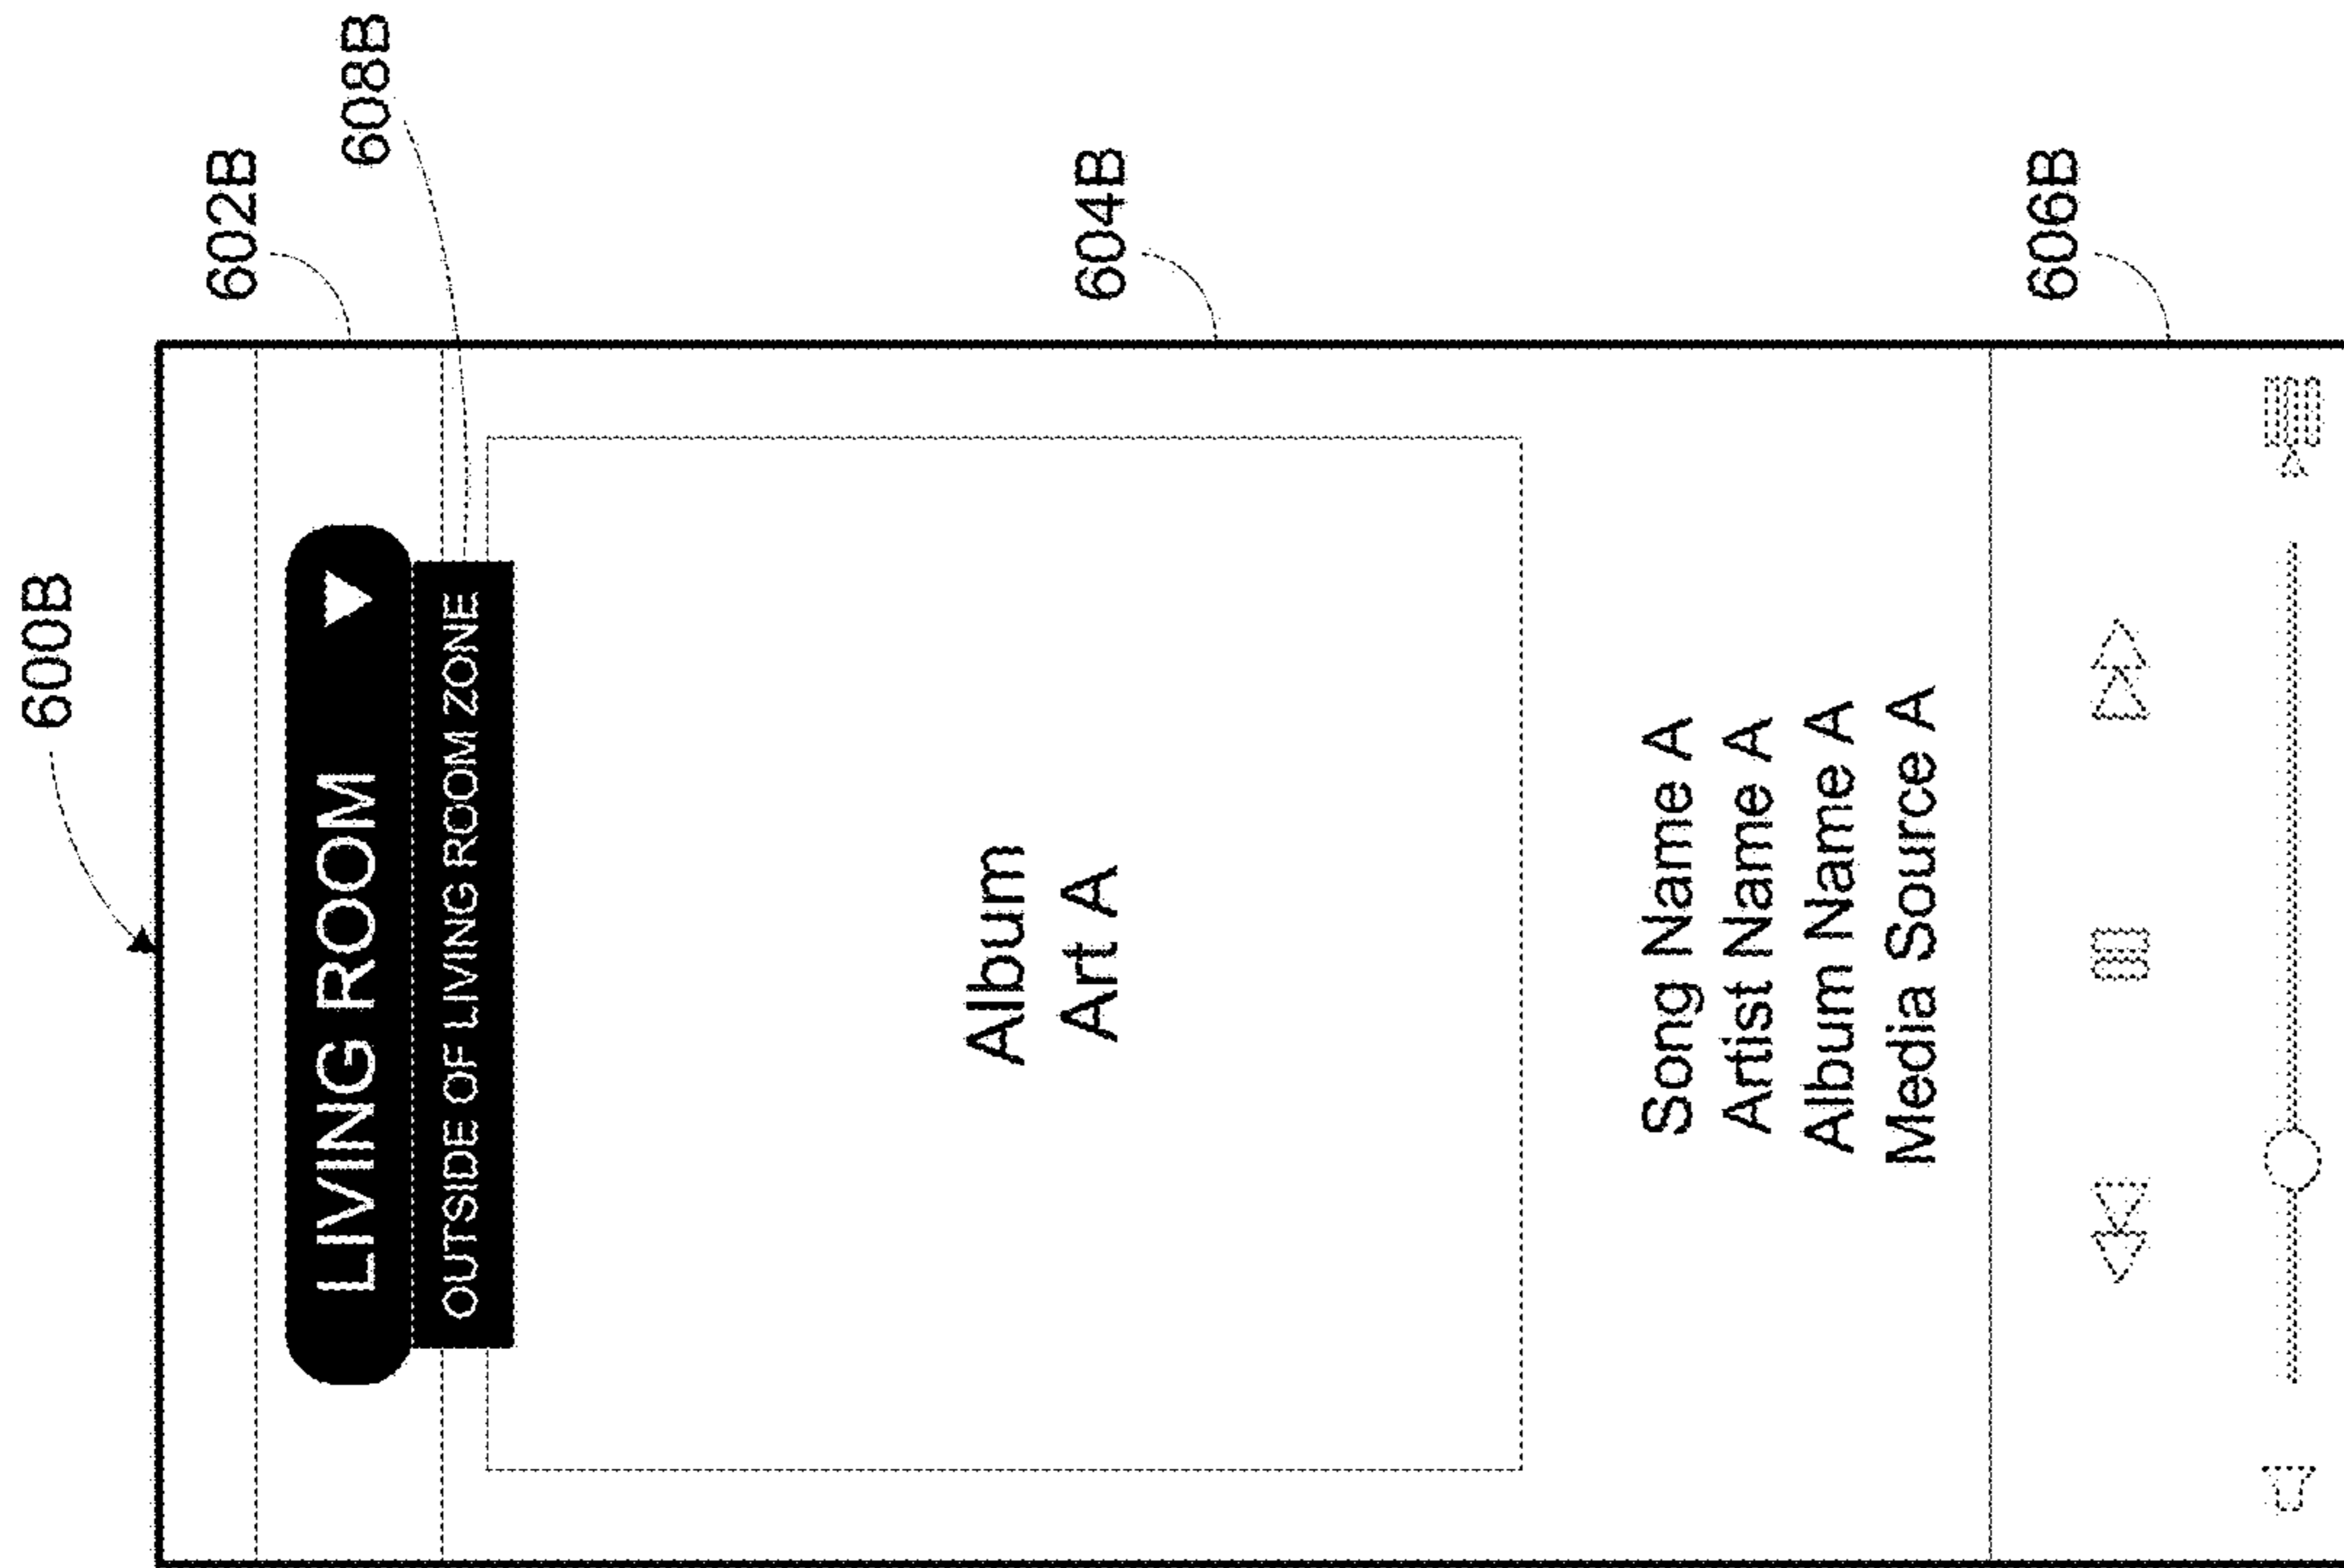 600B
602B
608B
LIVING ROOM
OUTSIDE OF LIVING ROOM ZONE
604B
Album
Art A
Song Name A
Artist Name A
Album Name A
Media Source A
606B